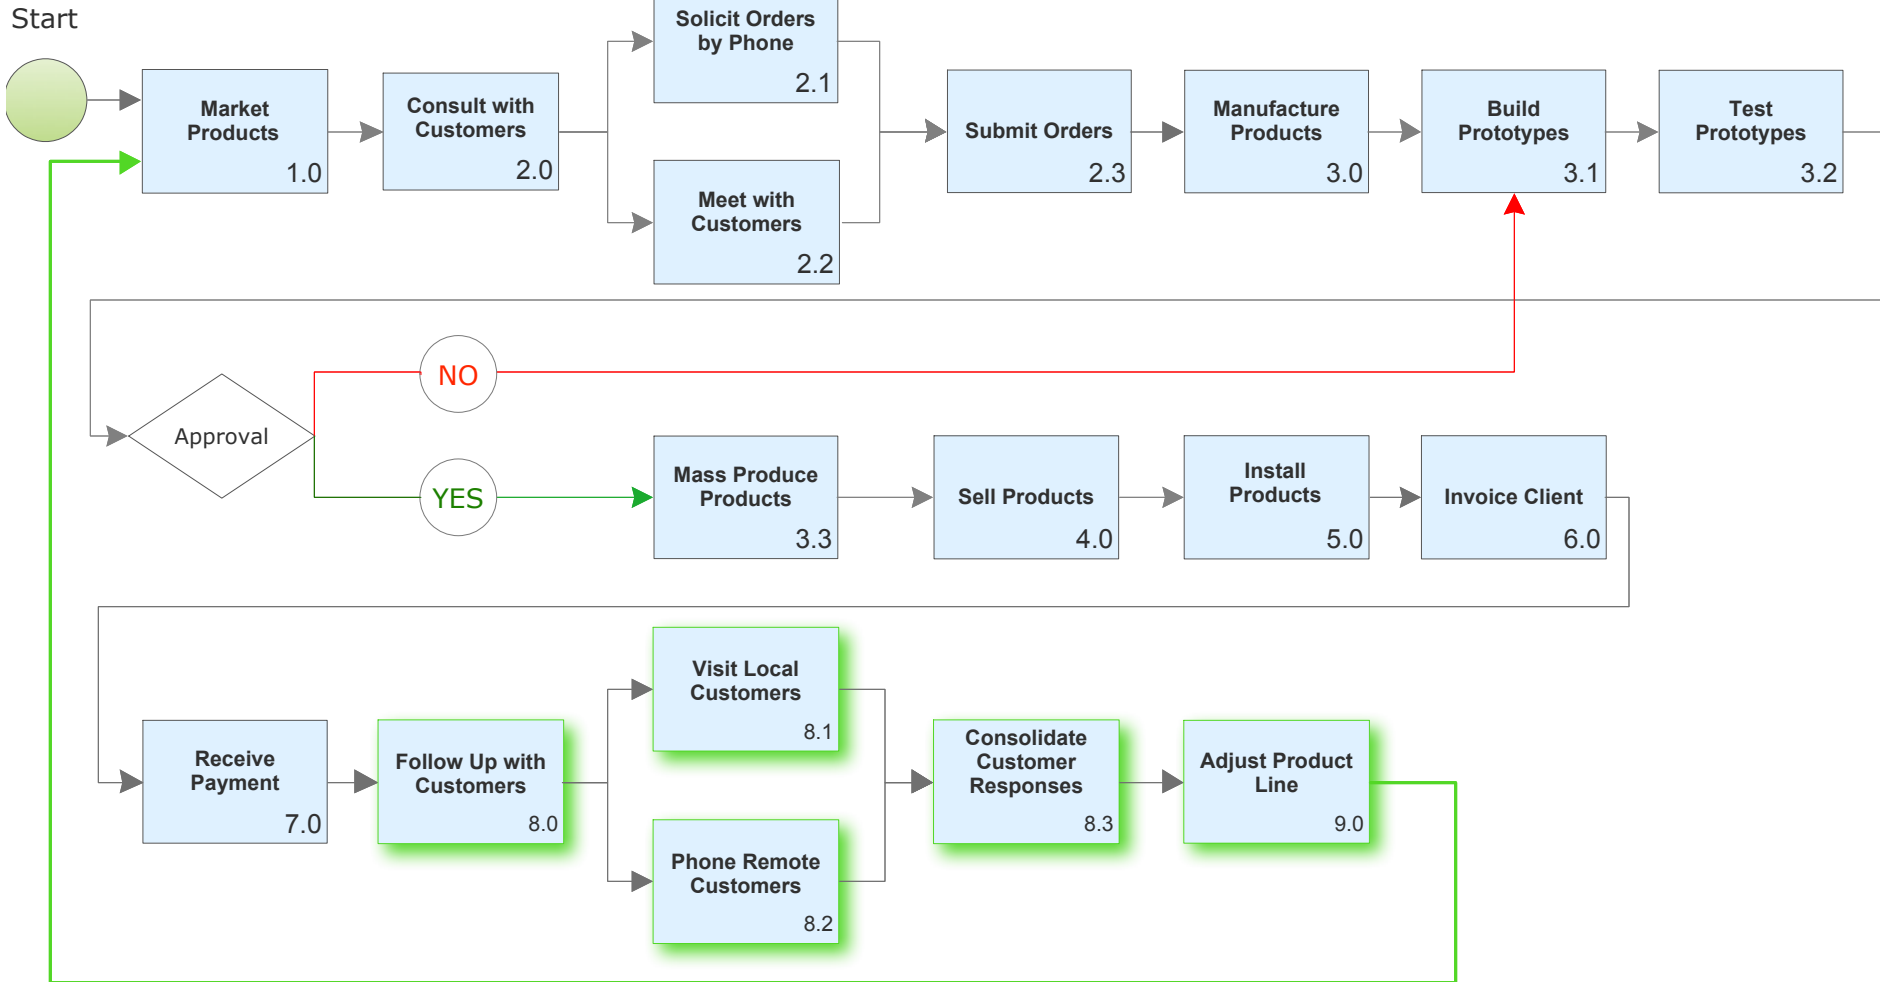 Start
Market
Products
1.0
Consult with
Customers
2.0
Solicit Orders
by Phone
2.1
Meet with
Customers
2.2
Submit Orders
2.3
Manufacture
Products
3.0
Build
Prototypes
3.1
Test
Prototypes
3.2
Approval
NO
YES
Mass Produce
Products
3.3
Sell Products
4.0
Install
Products
5.0
Invoice Client
6.0
Receive
Payment
7.0
Follow Up with
Customers
8.0
Visit Local
Customers
8.1
Phone Remote
Customers
8.2
Consolidate
Customer
Responses
8.3
Adjust Product
Line
9.0